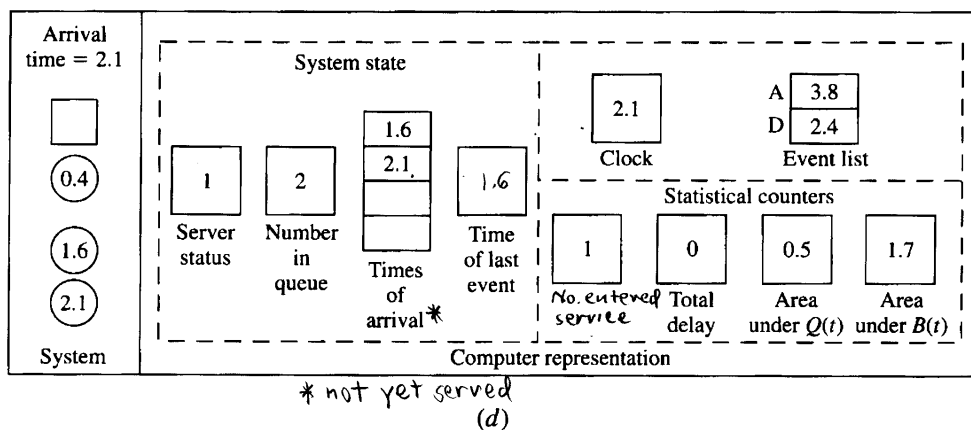 Arrival
time = 2.1
0.4
1.6
2.1
System
System state
1
Server
status
2
Number
in
queue
1.6
2.1
Times
of
arrival*
1.6
Time
of last
event
2.1
Clock
A 3.8
D 2.4
Event list
Statistical counters
1
No. entered
service
0
Total
delay
0.5
Area
under Q(t)
1.7
Area
under B(t)
Computer representation
* not yet served
(d)